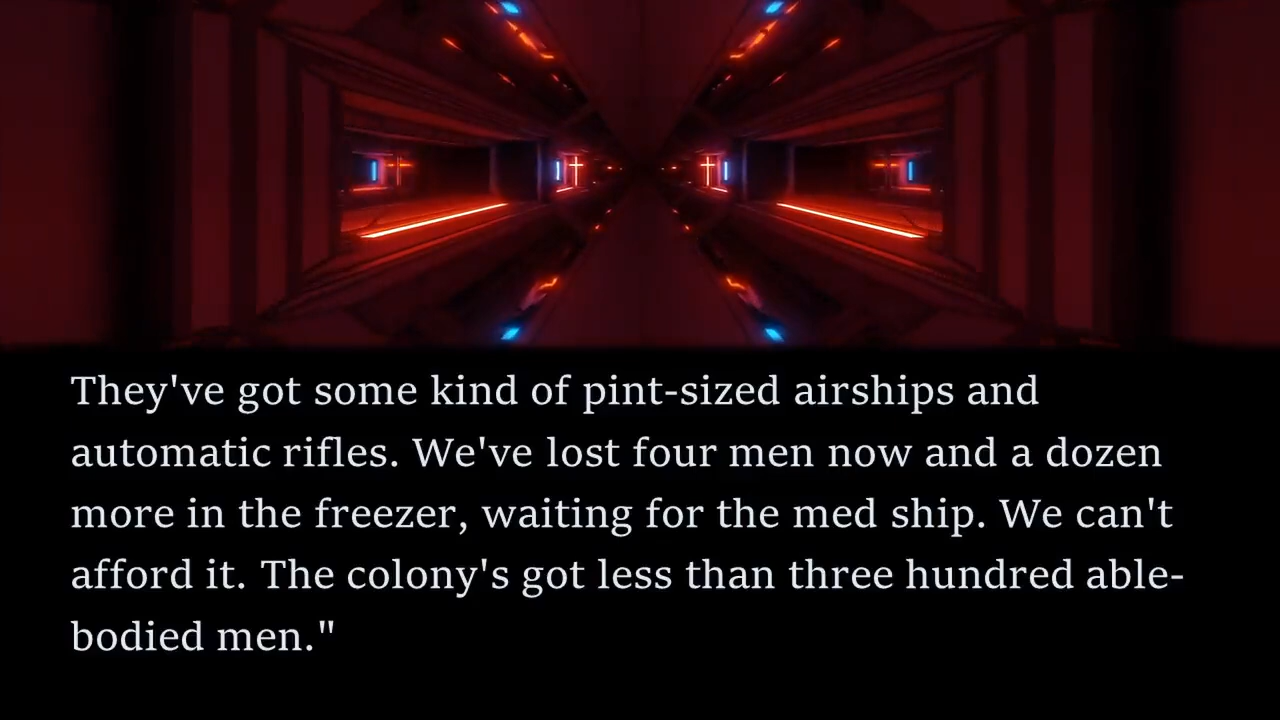 They've got some kind of pint-sized airships and
automatic rifles. We've lost four men now and a dozen
more in the freezer, waiting for the med ship. We can't
afford it. The colony's got less than three hundred able-
bodied men."